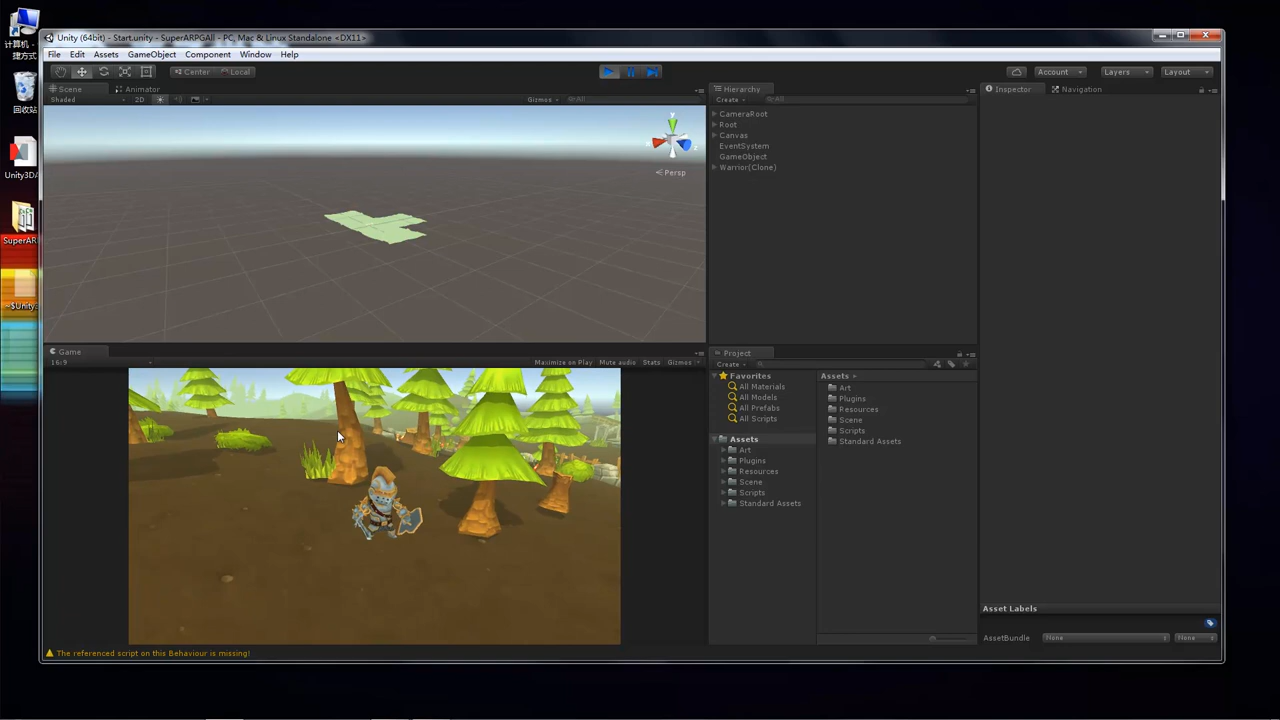 计算机 -
捷方式
回收站
Unity3DA
SuperAR
~$Unity3
Unity (64bit) - Start.unity - SuperARPGAll - PC, Mac & Linux Standalone <DX11>
File Edit Assets GameObject Component Window Help
Center Local
Account Layers Layout
Scene Animator
Shaded 2D Gizmos All
y
z
Persp
Hierarchy
Create All
CameraRoot
Root
Canvas
EventSystem
GameObject
Warrior(Clone)
Inspector Navigation
Game
16:9 Maximize on Play Mute audio Stats Gizmos
Project
Create
Favorites
All Materials
All Models
All Prefabs
All Scripts
Assets
Art
Plugins
Resources
Scene
Scripts
Standard Assets
Assets
Art
Plugins
Resources
Scene
Scripts
Standard Assets
Asset Labels
AssetBundle None None
The referenced script on this Behaviour is missing!